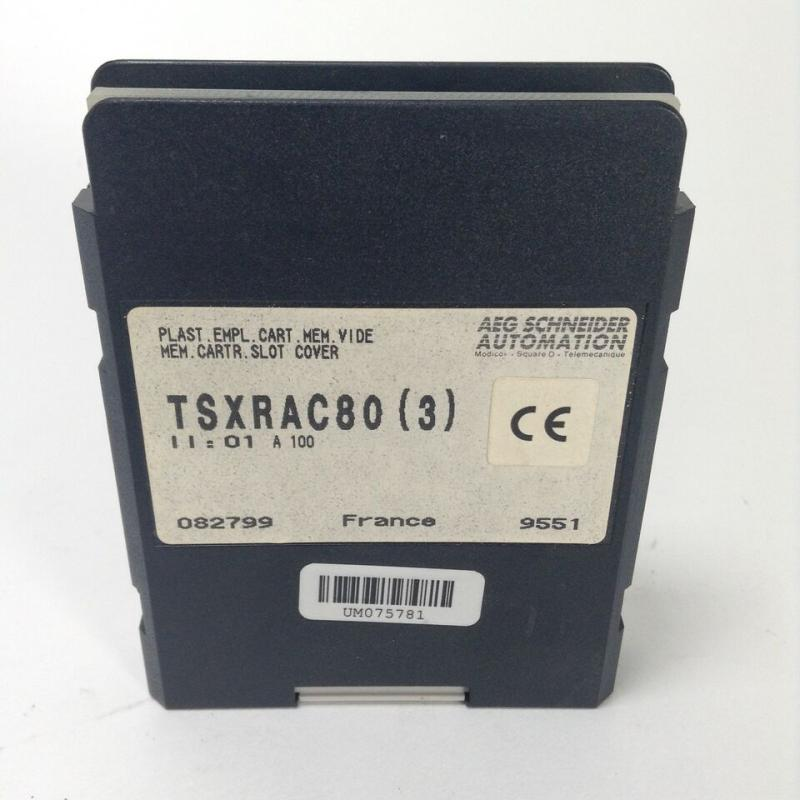 PLAST.EMPL.CART.MEM.VIDE
MEM.CARTR.SLOT COVER
AEG SCHNEIDER
AUTOMATION
Modicon - Square D - Telemecanique
TSXRAC80 (3)
CE
II=01 A 100
082799 France 9551
UM075781